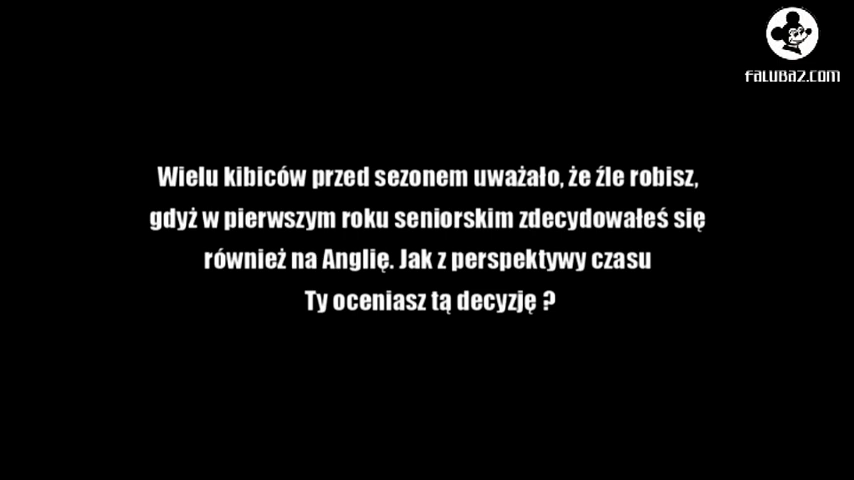 FALUBAZ.COM
Wielu kibiców przed sezonem uważało, że źle robisz,
gdyż w pierwszym roku seniorskim zdecydowałeś się
również na Anglię. Jak z perspektywy czasu
Ty oceniasz tą decyzję ?